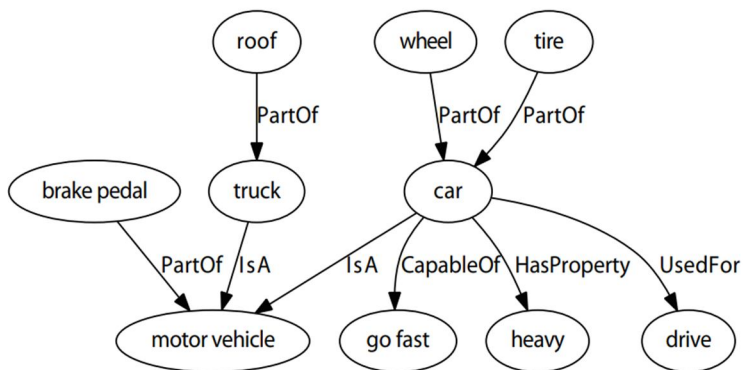 roof
wheel
tire
PartOf
PartOf
PartOf
brake pedal
truck
car
PartOf
IsA
IsA
CapableOf
HasProperty
UsedFor
motor vehicle
go fast
heavy
drive